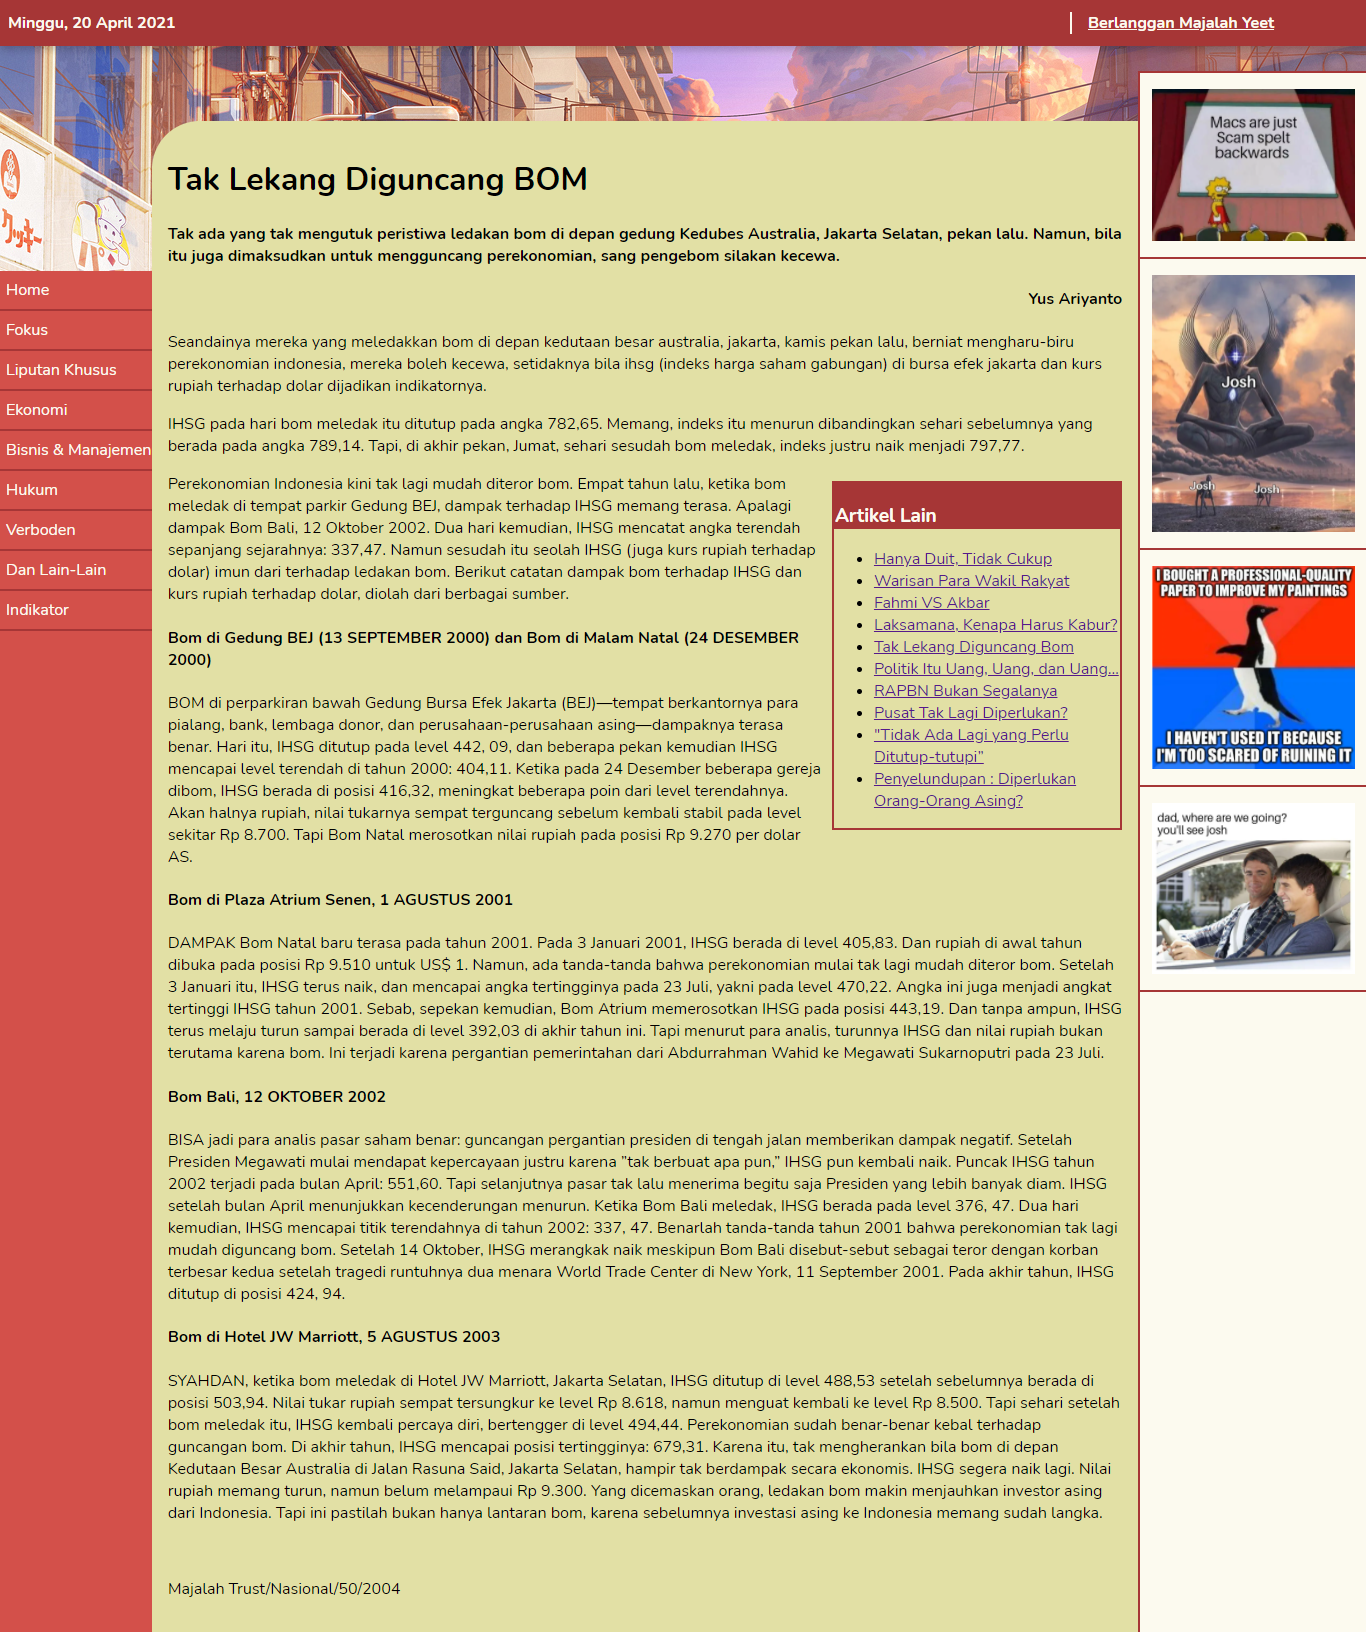 Minggu, 20 April 2021
Berlanggan Majalah Yeet
クッキー
Home
Fokus
Liputan Khusus
Ekonomi
Bisnis & Manajemen
Hukum
Verboden
Dan Lain-Lain
Indikator
Tak Lekang Diguncang BOM
Tak ada yang tak mengutuk peristiwa ledakan bom di depan gedung Kedubes Australia, Jakarta Selatan, pekan lalu. Namun, bila
itu juga dimaksudkan untuk mengguncang perekonomian, sang pengebom silakan kecewa.
Yus Ariyanto
Seandainya mereka yang meledakkan bom di depan kedutaan besar australia, jakarta, kamis pekan lalu, berniat mengharu-biru
perekonomian indonesia, mereka boleh kecewa, setidaknya bila ihsg (indeks harga saham gabungan) di bursa efek jakarta dan kurs
rupiah terhadap dolar dijadikan indikatornya.
IHSG pada hari bom meledak itu ditutup pada angka 782,65. Memang, indeks itu menurun dibandingkan sehari sebelumnya yang
berada pada angka 789,14. Tapi, di akhir pekan, Jumat, sehari sesudah bom meledak, indeks justru naik menjadi 797,77.
Perekonomian Indonesia kini tak lagi mudah diteror bom. Empat tahun lalu, ketika bom
meledak di tempat parkir Gedung BEJ, dampak terhadap IHSG memang terasa. Apalagi
dampak Bom Bali, 12 Oktober 2002. Dua hari kemudian, IHSG mencatat angka terendah
sepanjang sejarahnya: 337,47. Namun sesudah itu seolah IHSG (juga kurs rupiah terhadap
dolar) imun dari terhadap ledakan bom. Berikut catatan dampak bom terhadap IHSG dan
kurs rupiah terhadap dolar, diolah dari berbagai sumber.
Bom di Gedung BEJ (13 SEPTEMBER 2000) dan Bom di Malam Natal (24 DESEMBER
2000)
BOM di perparkiran bawah Gedung Bursa Efek Jakarta (BEJ)—tempat berkantornya para
pialang, bank, lembaga donor, dan perusahaan-perusahaan asing—dampaknya terasa
benar. Hari itu, IHSG ditutup pada level 442, 09, dan beberapa pekan kemudian IHSG
mencapai level terendah di tahun 2000: 404,11. Ketika pada 24 Desember beberapa gereja
dibom, IHSG berada di posisi 416,32, meningkat beberapa poin dari level terendahnya.
Akan halnya rupiah, nilai tukarnya sempat terguncang sebelum kembali stabil pada level
sekitar Rp 8.700. Tapi Bom Natal merosotkan nilai rupiah pada posisi Rp 9.270 per dolar
AS.
Artikel Lain
Hanya Duit, Tidak Cukup
Warisan Para Wakil Rakyat
Fahmi VS Akbar
Laksamana, Kenapa Harus Kabur?
Tak Lekang Diguncang Bom
Politik Itu Uang, Uang, dan Uang...
RAPBN Bukan Segalanya
Pusat Tak Lagi Diperlukan?
"Tidak Ada Lagi yang Perlu
Ditutup-tutupi”
Penyelundupan : Diperlukan
Orang-Orang Asing?
Bom di Plaza Atrium Senen, 1 AGUSTUS 2001
DAMPAK Bom Natal baru terasa pada tahun 2001. Pada 3 Januari 2001, IHSG berada di level 405,83. Dan rupiah di awal tahun
dibuka pada posisi Rp 9.510 untuk US$ 1. Namun, ada tanda-tanda bahwa perekonomian mulai tak lagi mudah diteror bom. Setelah
3 Januari itu, IHSG terus naik, dan mencapai angka tertingginya pada 23 Juli, yakni pada level 470,22. Angka ini juga menjadi angkat
tertinggi IHSG tahun 2001. Sebab, sepekan kemudian, Bom Atrium memerosotkan IHSG pada posisi 443,19. Dan tanpa ampun, IHSG
terus melaju turun sampai berada di level 392,03 di akhir tahun ini. Tapi menurut para analis, turunnya IHSG dan nilai rupiah bukan
terutama karena bom. Ini terjadi karena pergantian pemerintahan dari Abdurrahman Wahid ke Megawati Sukarnoputri pada 23 Juli.
Bom Bali, 12 OKTOBER 2002
BISA jadi para analis pasar saham benar: guncangan pergantian presiden di tengah jalan memberikan dampak negatif. Setelah
Presiden Megawati mulai mendapat kepercayaan justru karena ”tak berbuat apa pun,” IHSG pun kembali naik. Puncak IHSG tahun
2002 terjadi pada bulan April: 551,60. Tapi selanjutnya pasar tak lalu menerima begitu saja Presiden yang lebih banyak diam. IHSG
setelah bulan April menunjukkan kecenderungan menurun. Ketika Bom Bali meledak, IHSG berada pada level 376, 47. Dua hari
kemudian, IHSG mencapai titik terendahnya di tahun 2002: 337, 47. Benarlah tanda-tanda tahun 2001 bahwa perekonomian tak lagi
mudah diguncang bom. Setelah 14 Oktober, IHSG merangkak naik meskipun Bom Bali disebut-sebut sebagai teror dengan korban
terbesar kedua setelah tragedi runtuhnya dua menara World Trade Center di New York, 11 September 2001. Pada akhir tahun, IHSG
ditutup di posisi 424, 94.
Bom di Hotel JW Marriott, 5 AGUSTUS 2003
SYAHDAN, ketika bom meledak di Hotel JW Marriott, Jakarta Selatan, IHSG ditutup di level 488,53 setelah sebelumnya berada di
posisi 503,94. Nilai tukar rupiah sempat tersungkur ke level Rp 8.618, namun menguat kembali ke level Rp 8.500. Tapi sehari setelah
bom meledak itu, IHSG kembali percaya diri, bertengger di level 494,44. Perekonomian sudah benar-benar kebal terhadap
guncangan bom. Di akhir tahun, IHSG mencapai posisi tertingginya: 679,31. Karena itu, tak mengherankan bila bom di depan
Kedutaan Besar Australia di Jalan Rasuna Said, Jakarta Selatan, hampir tak berdampak secara ekonomis. IHSG segera naik lagi. Nilai
rupiah memang turun, namun belum melampaui Rp 9.300. Yang dicemaskan orang, ledakan bom makin menjauhkan investor asing
dari Indonesia. Tapi ini pastilah bukan hanya lantaran bom, karena sebelumnya investasi asing ke Indonesia memang sudah langka.
Majalah Trust/Nasional/50/2004
Macs are just
Scam spelt
backwards
Josh
Josh
Josh
I BOUGHT A PROFESSIONAL-QUALITY
PAPER TO IMPROVE MY PAINTINGS
I HAVEN'T USED IT BECAUSE
I'M TOO SCARED OF RUINING IT
dad, where are we going?
you'll see josh